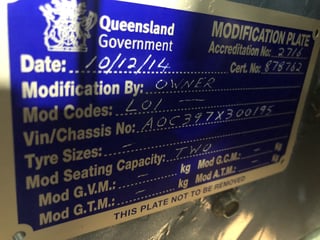 Queensland Government
MODIFICATION PLATE
Accreditation No: 2716
Date: 10/12/14 Cert. No: 878762
Modification By: OWNER
Mod Codes: LO1 —
Vin/Chassis No: AOC397X300195
Tyre Sizes: -
Mod Seating Capacity: TWO
Mod G.V.M: - kg Mod G.C.M: - kg
Mod G.T.M: - kg Mod A.T.M: - kg
THIS PLATE NOT TO BE REMOVED